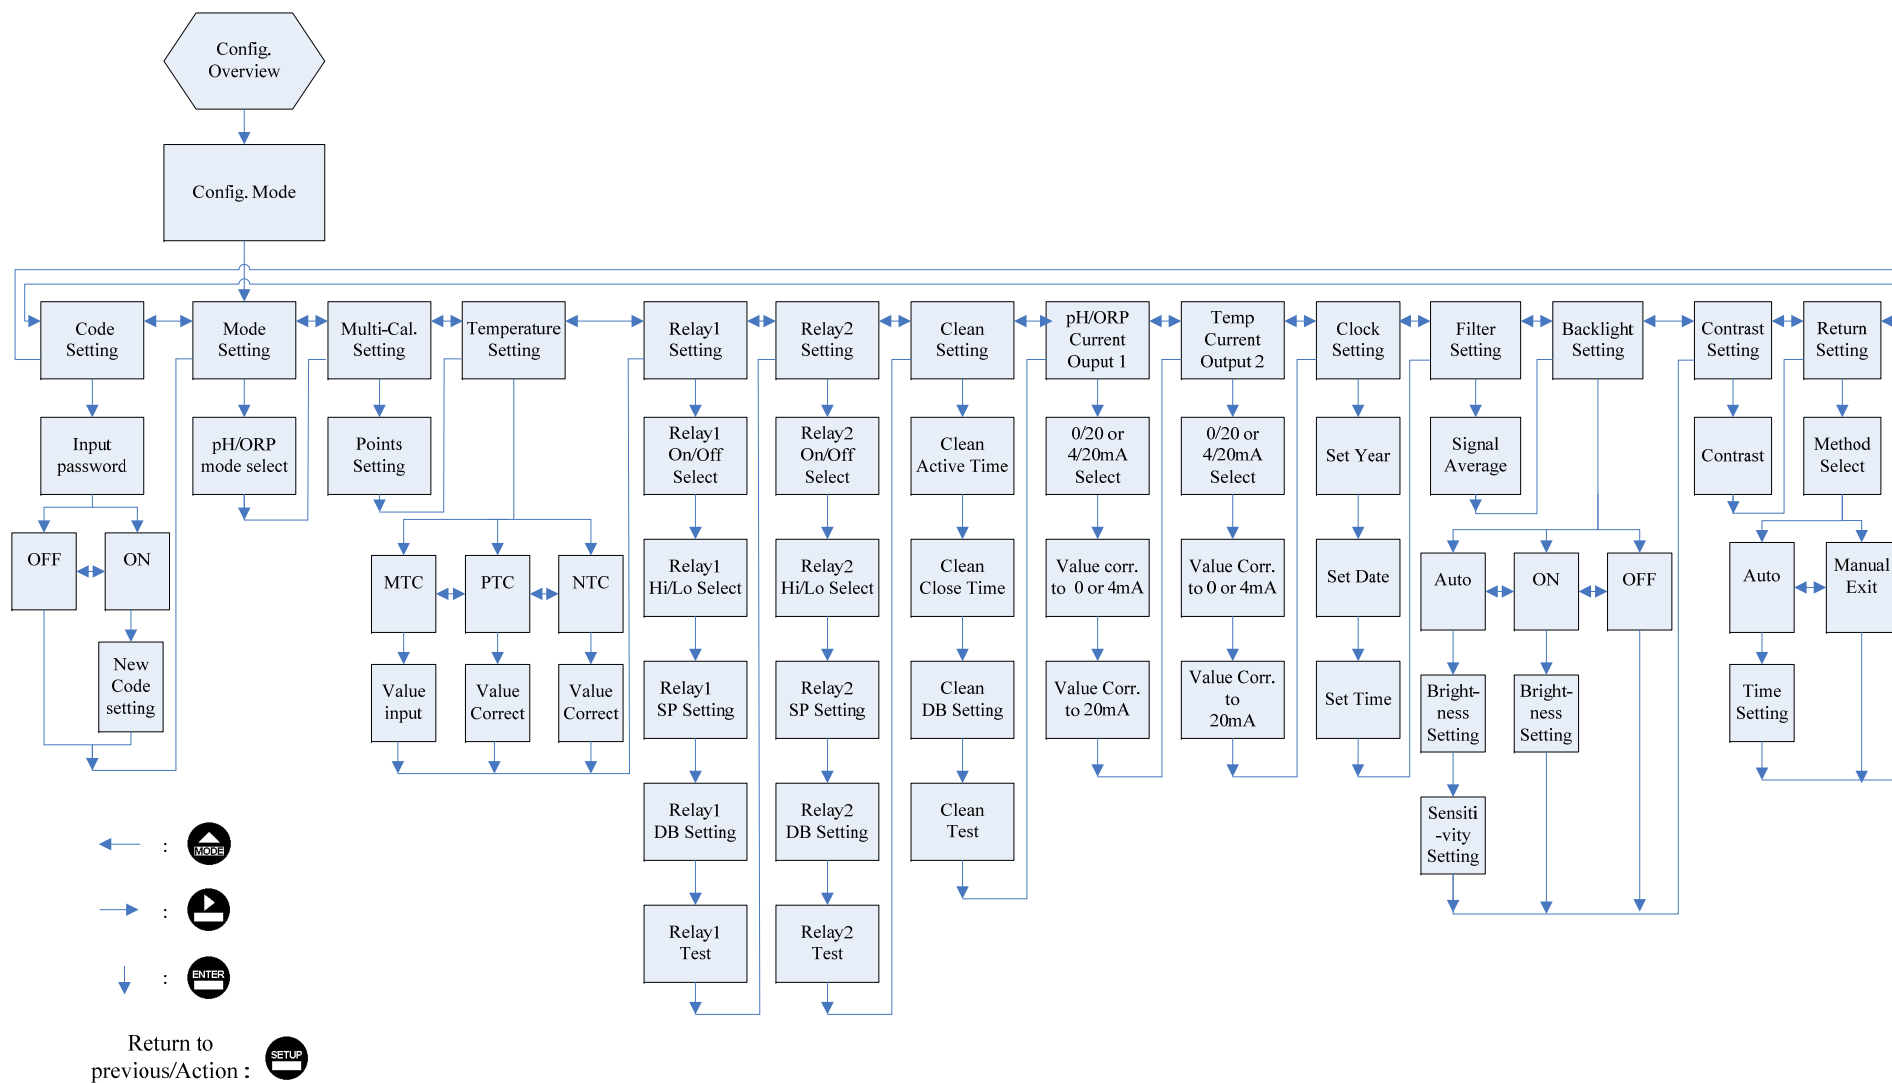 Config.
Overview
Config. Mode
Code
Setting
Mode
Setting
Multi-Cal.
Setting
Temperature
Setting
Relay1
Setting
Relay2
Setting
Clean
Setting
pH/ORP
Current
Ouput 1
Temp
Current
Output 2
Clock
Setting
Filter
Setting
Backlight
Setting
Contrast
Setting
Return
Setting
Input
password
pH/ORP
mode select
Points
Setting
Relay1
On/Off
Select
Relay2
On/Off
Select
Clean
Active Time
0/20 or
4/20mA
Select
0/20 or
4/20mA
Select
Set Year
Signal
Average
Contrast
Method
Select
OFF
ON
MTC
PTC
NTC
Relay1
Hi/Lo Select
Relay2
Hi/Lo Select
Clean
Close Time
Value corr.
to 0 or 4mA
Value Corr.
to 0 or 4mA
Set Date
Auto
ON
OFF
Auto
Manual
Exit
New
Code
setting
Value
input
Value
Correct
Value
Correct
Relay1
SP Setting
Relay2
SP Setting
Clean
DB Setting
Value Corr.
to 20mA
Value Corr.
to
20mA
Set Time
Bright-
ness
Setting
Bright-
ness
Setting
Time
Setting
Relay1
DB Setting
Relay2
DB Setting
Clean
Test
Sensiti
-vity
Setting
Relay1
Test
Relay2
Test
: MODE
:
: ENTER
Return to
previous/Action : SETUP